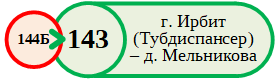 144Б
143
г. Ирбит
(Тубдиспансер)
– д. Мельникова